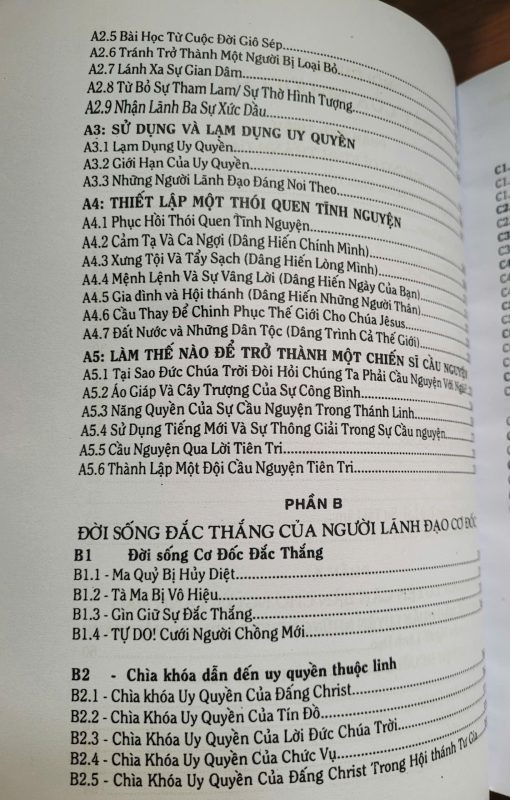 A2.5 Bài Học Từ Cuộc Đời Giô Sép
A2.6 Tránh Trở Thành Một Người Bị Loại Bỏ
A2.7 Lánh Xa Sự Gian Dâm
A2.8 Từ Bỏ Sự Tham Lam/ Sự Thờ Hình Tượng
A2.9 Nhận Lãnh Ba Sự Xức Dầu
A3: SỬ DỤNG VÀ LẠM DỤNG UY QUYỀN
A3.1 Lạm Dụng Uy Quyền
A3.2 Giới Hạn Của Uy Quyền
A3.3 Những Người Lãnh Đạo Đáng Noi Theo
A4: THIẾT LẬP MỘT THÓI QUEN TĨNH NGUYỆN
A4.1 Phục Hồi Thói Quen Tĩnh Nguyện
A4.2 Cảm Tạ Và Ca Ngợi (Dâng Hiến Chính Mình)
A4.3 Xưng Tội Và Tẩy Sạch (Dâng Hiến Lòng Mình)
A4.4 Mệnh Lệnh Và Sự Vâng Lời (Dâng Hiến Ngày Của Bạn)
A4.5 Gia đình và Hội thánh (Dâng Hiến Những Người Thân)
A4.6 Cầu Thay Để Chinh Phục Thế Giới Cho Chúa Jêsus
A4.7 Đất Nước và Những Dân Tộc (Dâng Trình Cả Thế Giới)
A5: LÀM THẾ NÀO ĐỂ TRỞ THÀNH MỘT CHIẾN SĨ CẦU NGUYỆN
A5.1 Tại Sao Đức Chúa Trời Đòi Hỏi Chúng Ta Phải Cầu Nguyện Với
A5.2 Áo Giáp Và Cây Trượng Của Sự Công Bình
A5.3 Năng Quyền Của Sự Cầu Nguyện Trong Thánh Linh
A5.4 Sử Dụng Tiếng Mới Và Sự Thông Giải Trong Sự Cầu nguyện
A5.5 Cầu Nguyện Qua Lời Tiên Tri
A5.6 Thành Lập Một Đội Cầu Nguyện Tiên Tri
PHẦN B
ĐỜI SỐNG ĐẮC THẮNG CỦA NGƯỜI LÃNH ĐẠO CƠ ĐỐC
B1 Đời sống Cơ Đốc Đắc Thắng
B1.1 - Ma Quỷ Bị Hủy Diệt
B1.2 - Tà Ma Bị Vô Hiệu
B1.3 - Gìn Giữ Sự Đắc Thắng
B1.4 - TỰ DO! Cưới Người Chồng Mới
B2 - Chìa khóa dẫn đến uy quyền thuộc linh
B2.1 - Chìa khóa Uy Quyền Của Đấng Christ
B2.2 - Chìa Khóa Uy Quyền Của Tín Đồ
B2.3 - Chìa Khóa Uy Quyền Của Lời Đức Chúa Trời
B2.4 - Chìa Khóa Uy Quyền Của Chức Vụ
B2.5 - Chìa Khóa Uy Quyền Của Đấng Christ Trong Hội thánh Tư Gia